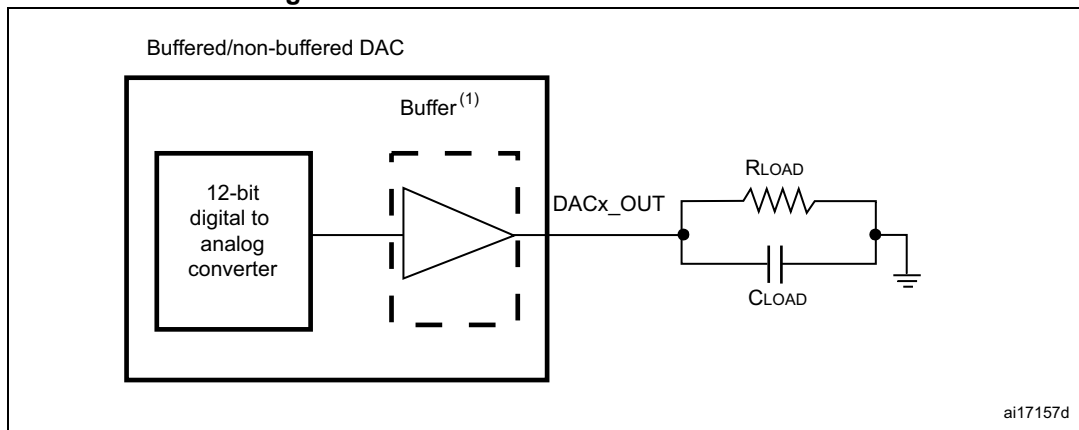 Buffered/non-buffered DAC
Buffer (1)
12-bit
digital to
analog
converter
DACx_OUT
RLOAD
CLOAD
ai17157d